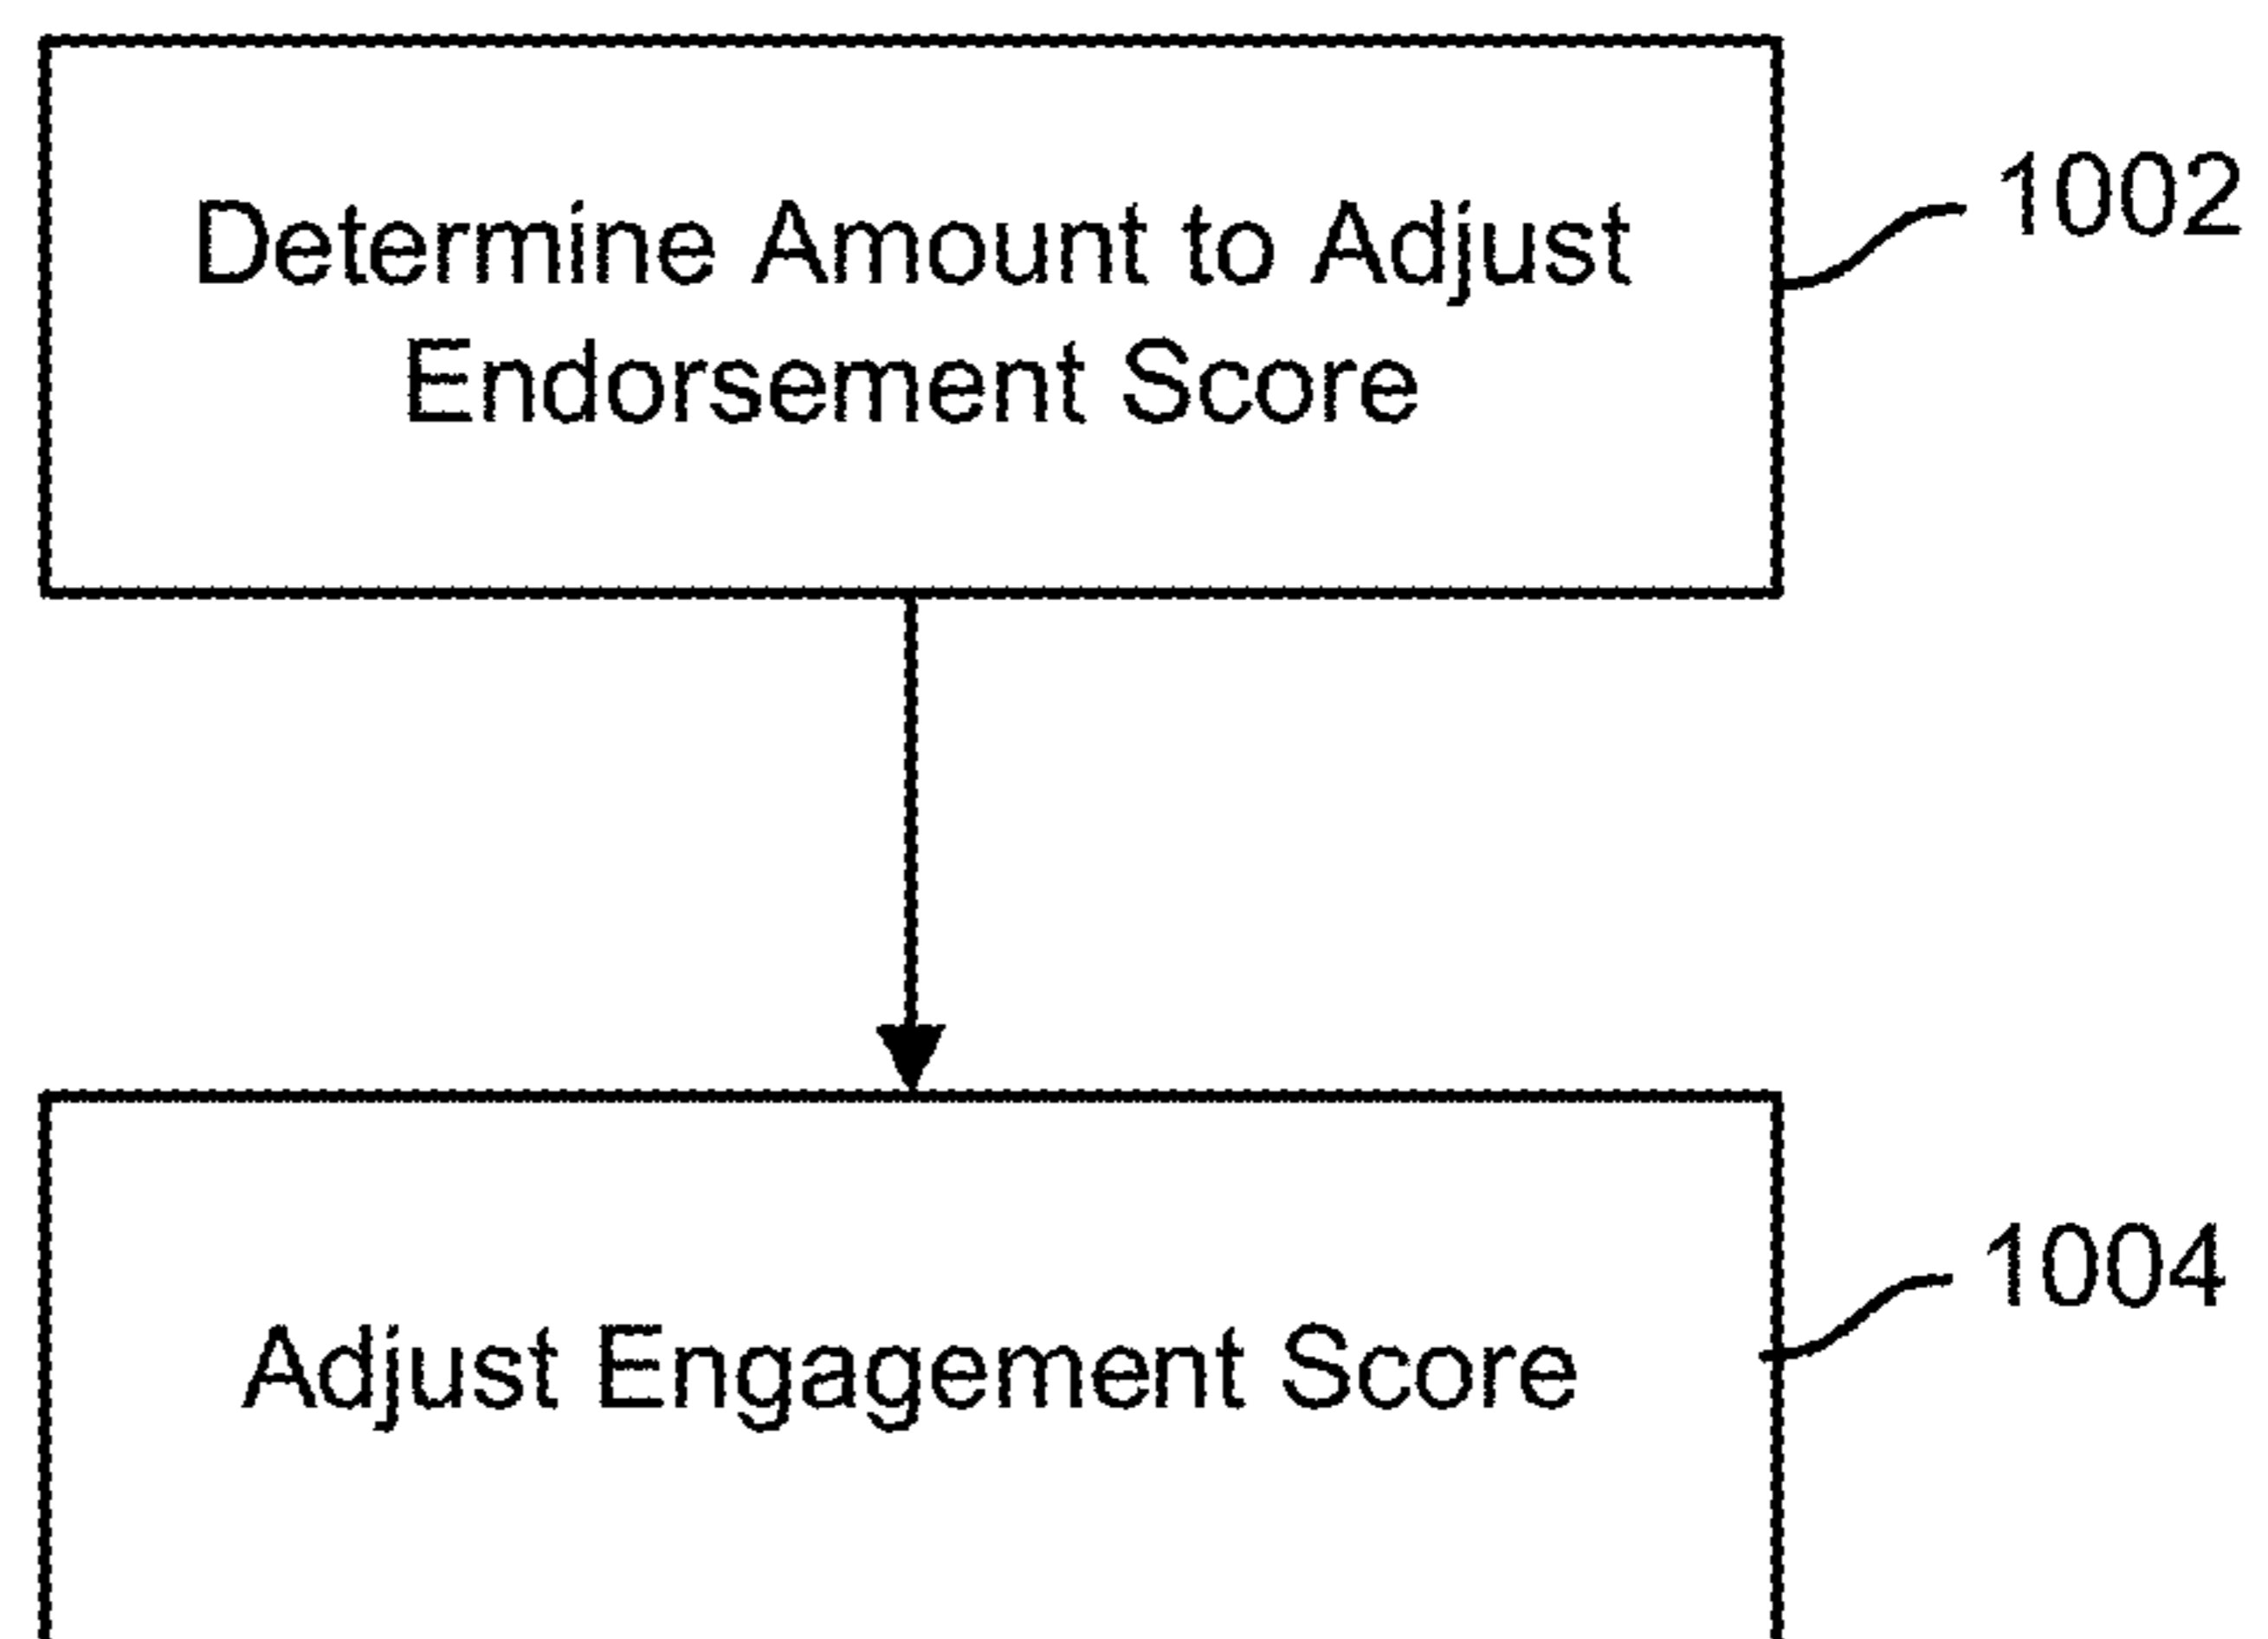 Determine Amount to Adjust
Endorsement Score
1002
Adjust Engagement Score
1004